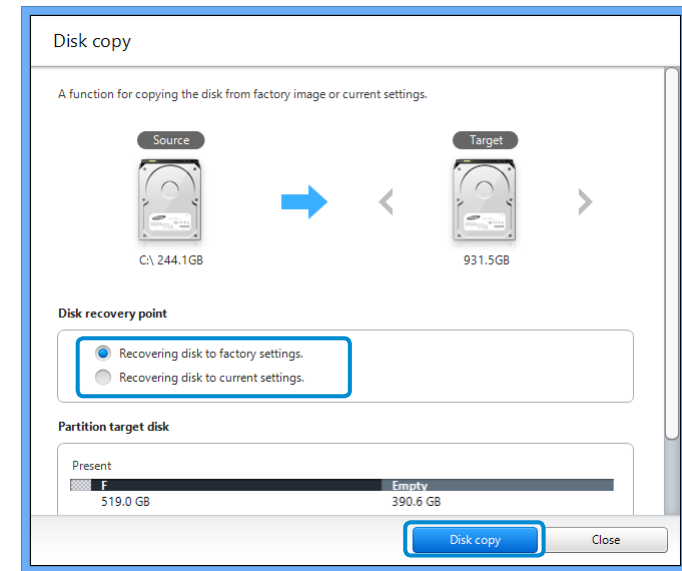 Disk copy
A function for copying the disk from factory image or current settings.
Source
Target
C:\ 244.1GB
931.5GB
Disk recovery point
Recovering disk to factory settings.
Recovering disk to current settings.
Partition target disk
Present
F
Empty
519.0 GB
390.6 GB
Disk copy
Close